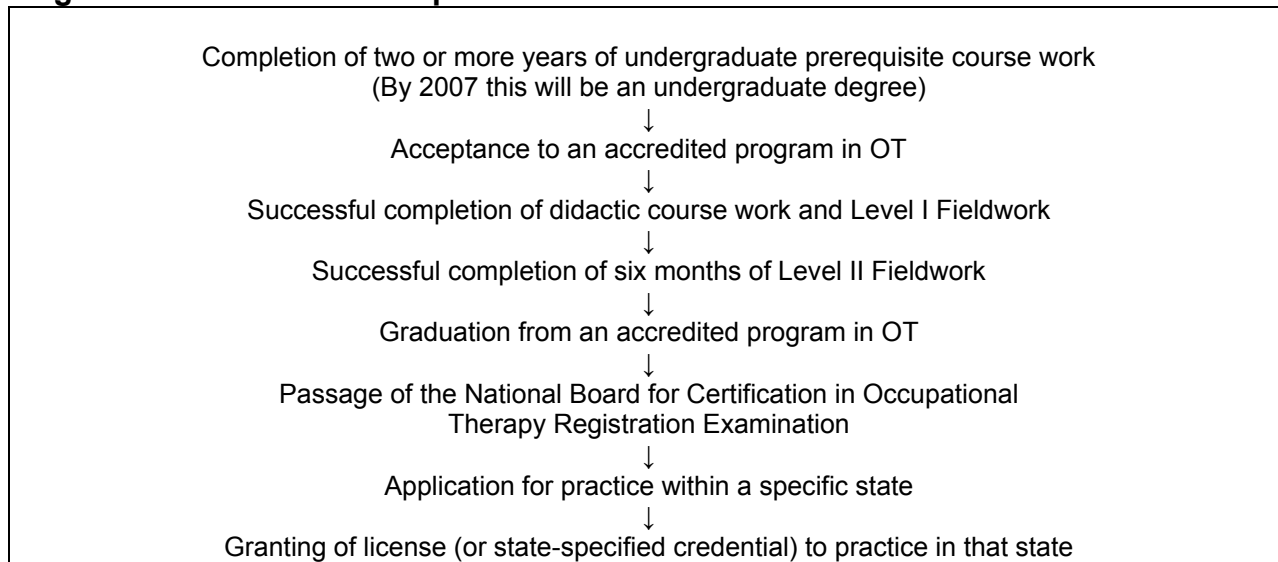 Completion of two or more years of undergraduate prerequisite course work
(By 2007 this will be an undergraduate degree)
↓
Acceptance to an accredited program in OT
↓
Successful completion of didactic course work and Level I Fieldwork
↓
Successful completion of six months of Level II Fieldwork
↓
Graduation from an accredited program in OT
↓
Passage of the National Board for Certification in Occupational
Therapy Registration Examination
↓
Application for practice within a specific state
↓
Granting of license (or state-specified credential) to practice in that state